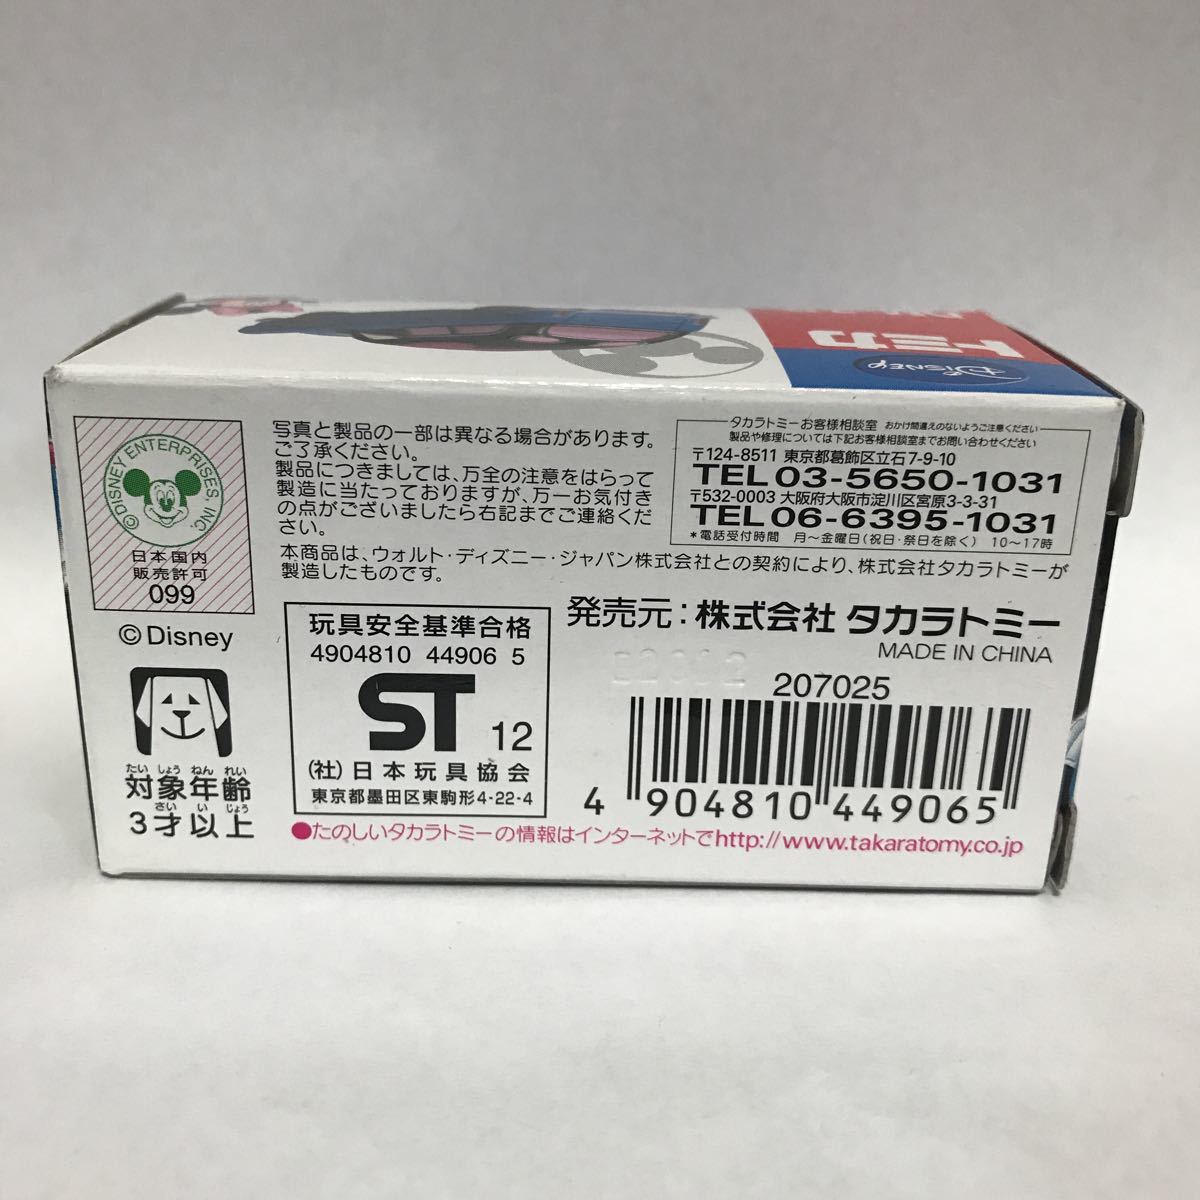 トミカ
Disney
© DISNEY ENTERPRISES, INC.
日本国内
販売許可
099
© Disney
たいしょうねんれい
対象年齢
さい い じょう
3才以上
写真と製品の一部は異なる場合があります。
ご了承ください。
製品につきましては、万全の注意をはらって
製造に当たっておりますが、万一お気付き
の点がございましたら右記までご連絡くだ
さい。
タカラトミーお客様相談室 おかけ間違えのないようご注意ください
製品や修理については下記お客様相談室までお問い合わせください
〒124-8511 東京都葛飾区立石7-9-10
TEL 03-5650-1031
〒532-0003 大阪府大阪市淀川区宮原3-3-31
TEL 06-6395-1031
*電話受付時間 月〜金曜日(祝日・祭日を除く) 10〜17時
本商品は、ウォルト・ディズニー・ジャパン株式会社との契約により、株式会社タカラトミーが
製造したものです。
玩具安全基準合格
4904810 44906 5
ST 12
(社)日本玩具協会
東京都墨田区東駒形4-22-4
発売元:株式会社 タカラトミー
MADE IN CHINA
207025
4 904810 449065
●たのしいタカラトミーの情報はインターネットでhttp://www.takaratomy.co.jp